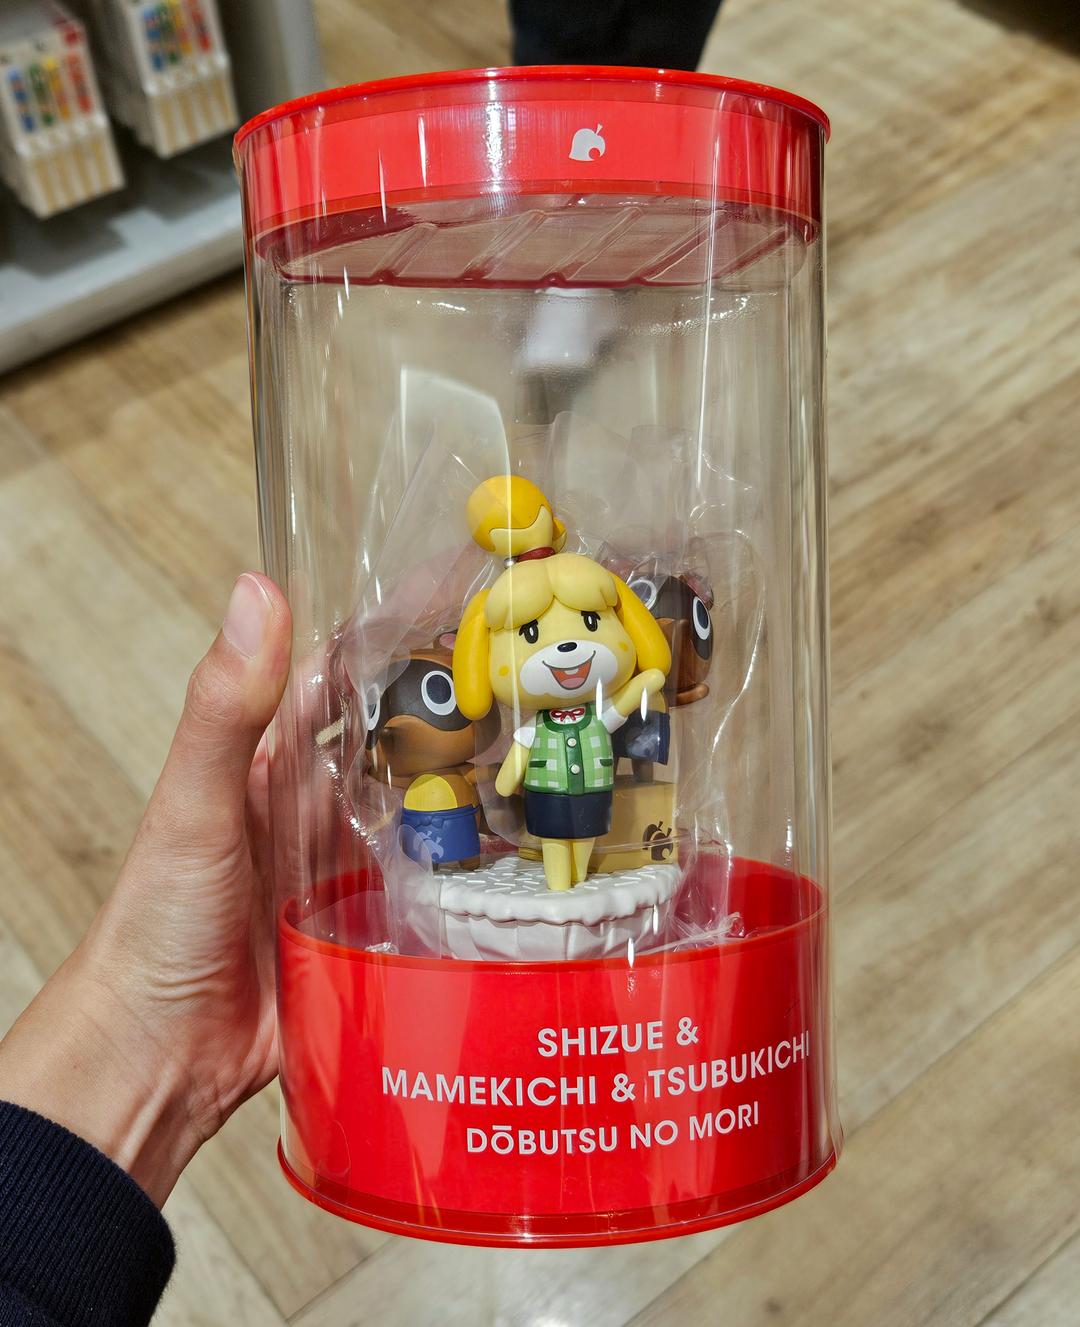 SHIZUE &
MAMEKICHI & TSUBUKICHI
DŌBUTSU NO MORI